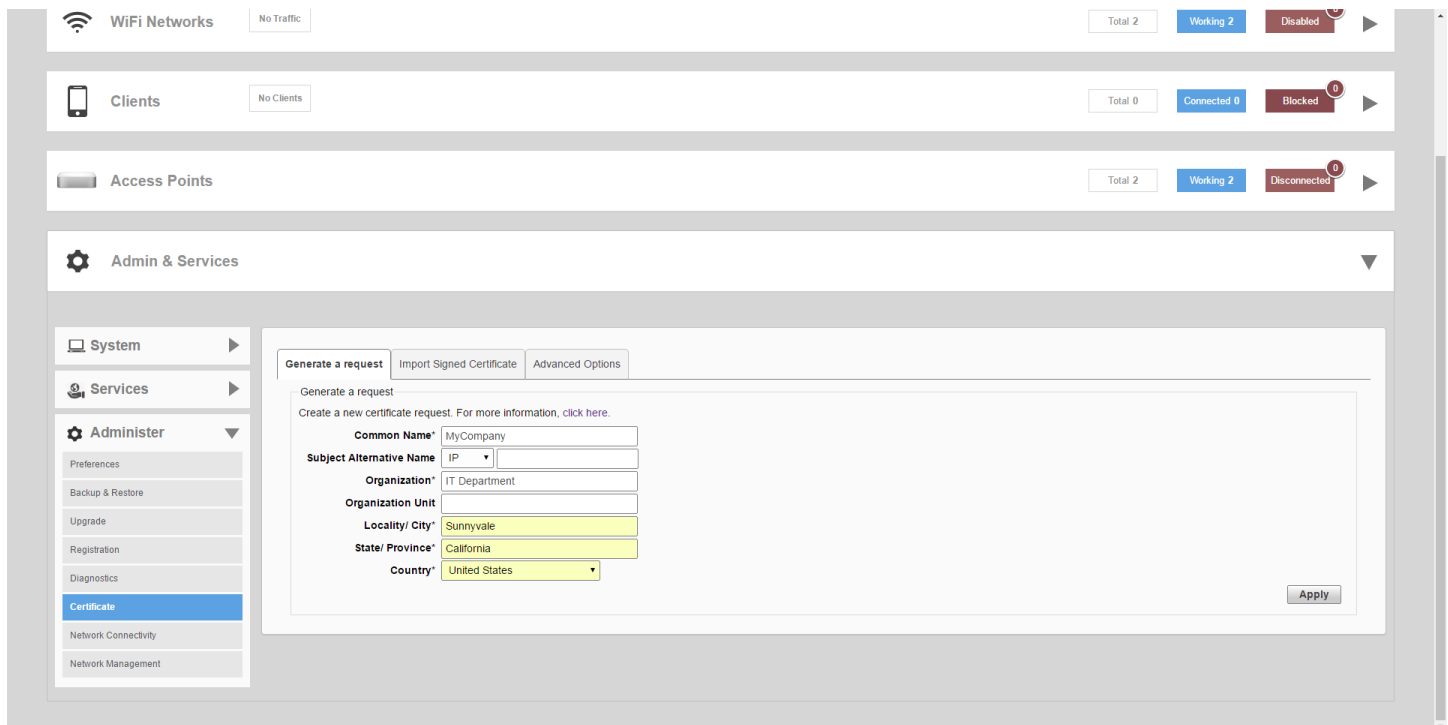 WiFi Networks No Traffic Total 2 Working 2 Disabled
Clients No Clients Total 0 Connected 0 Blocked 0
Access Points Total 2 Working 2 Disconnected 0
Admin & Services
System
Services
Administer
Preferences
Backup & Restore
Upgrade
Registration
Diagnostics
Certificate
Network Connectivity
Network Management
Generate a request Import Signed Certificate Advanced Options
Generate a request
Create a new certificate request. For more information, click here.
Common Name* MyCompany
Subject Alternative Name IP
Organization* IT Department
Organization Unit
Locality/ City* Sunnyvale
State/ Province* California
Country* United States
Apply